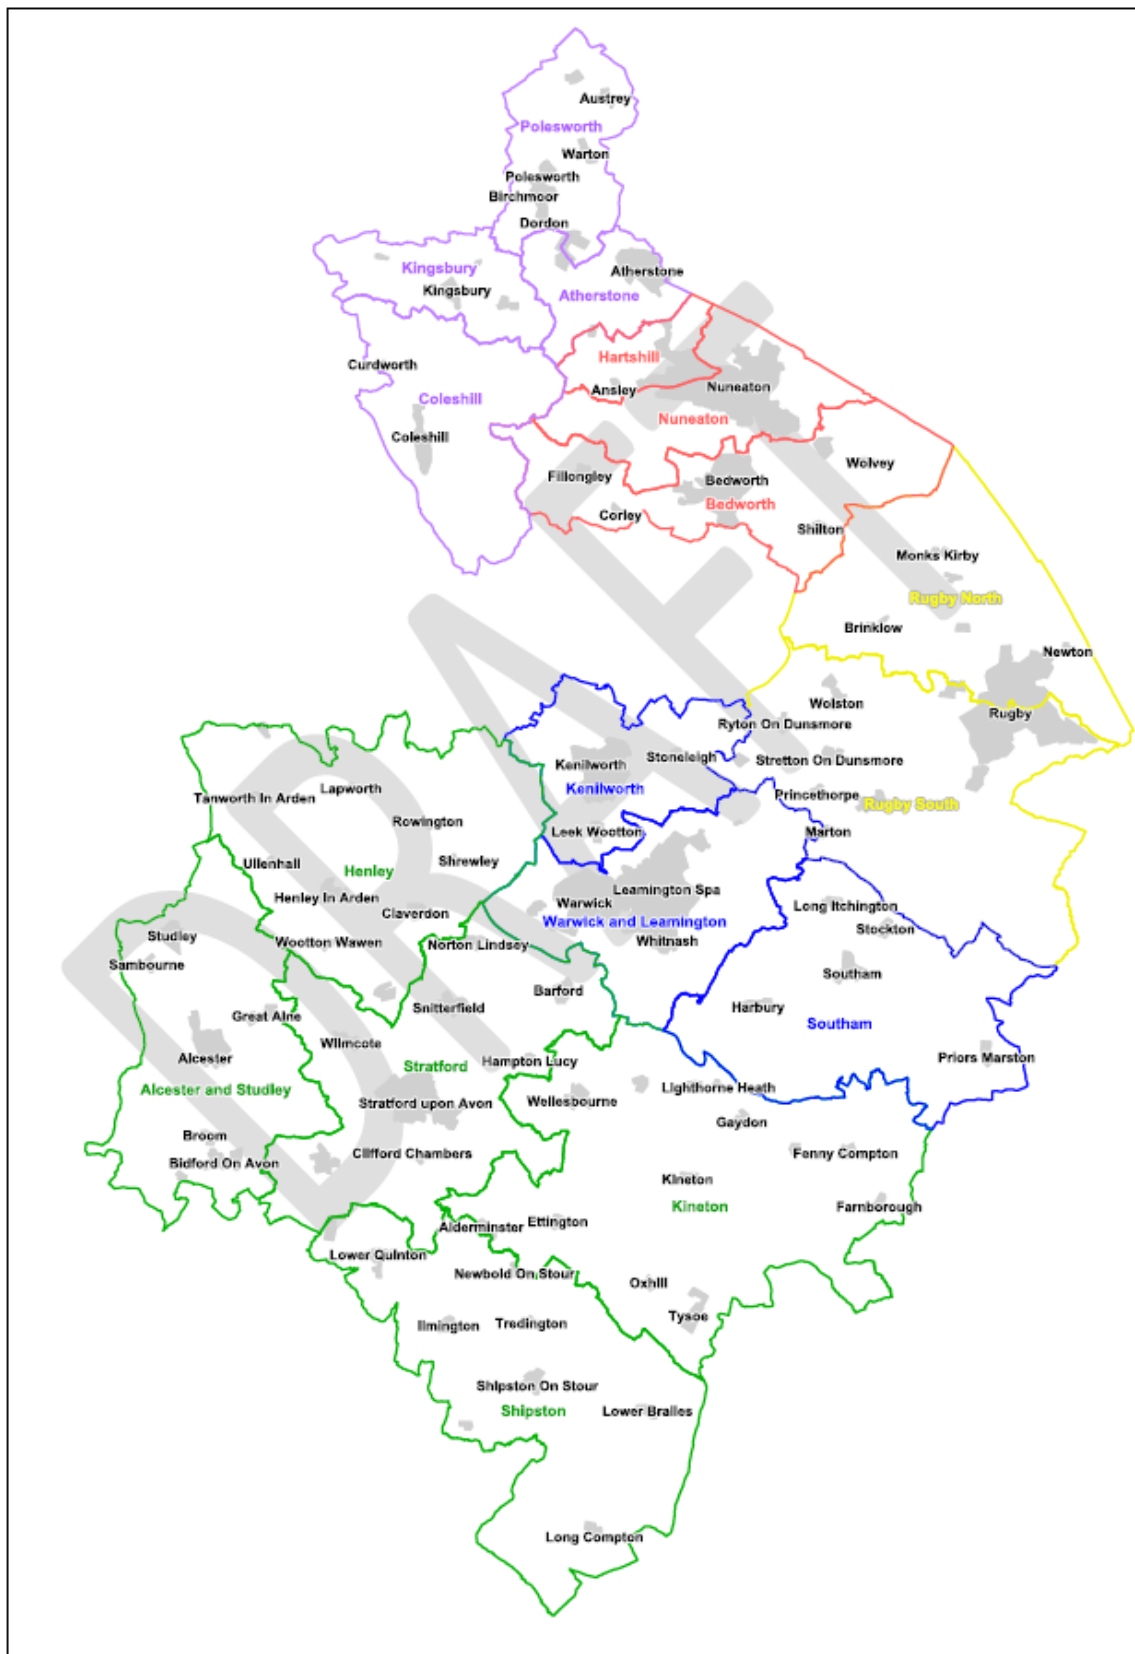 Austrey
Polesworth
Warton
Polesworth
Birchmoor
Dordon
Kingsbury
Kingsbury
Atherstone
Atherstone
Curdworth
Coleshill
Coleshill
Hartshill
Ansley
Nuneaton
Nuneaton
Fillongley
Bedworth
Bedworth
Corley
Wolvey
Shilton
Monks Kirby
Rugby North
Brinklow
Newton
Rugby
Wolston
Ryton On Dunsmore
Stretton On Dunsmore
Princethorpe
Rugby South
Marton
Kenilworth
Stoneleigh
Kenilworth
Leek Wootton
Leamington Spa
Warwick
Warwick and Leamington
Whitnash
Long Itchington
Stockton
Southam
Harbury
Southam
Priors Marston
Tanworth In Arden
Lapworth
Rowington
Shrewley
Ullenhall
Henley
Henley In Arden
Claverdon
Wootton Wawen
Norton Lindsey
Studley
Sambourne
Great Alne
Alcester
Alcester and Studley
Broom
Bidford On Avon
Snitterfield
Barford
Wilmcote
Stratford
Hampton Lucy
Stratford upon Avon
Wellesbourne
Clifford Chambers
Lighthorne Heath
Gaydon
Fenny Compton
Kineton
Kineton
Farnborough
Alderminster
Ettington
Lower Quinton
Newbold On Stour
Oxhill
Tysoe
Ilmington
Tredington
Shipston On Stour
Shipston
Lower Brailes
Long Compton
DRAFT